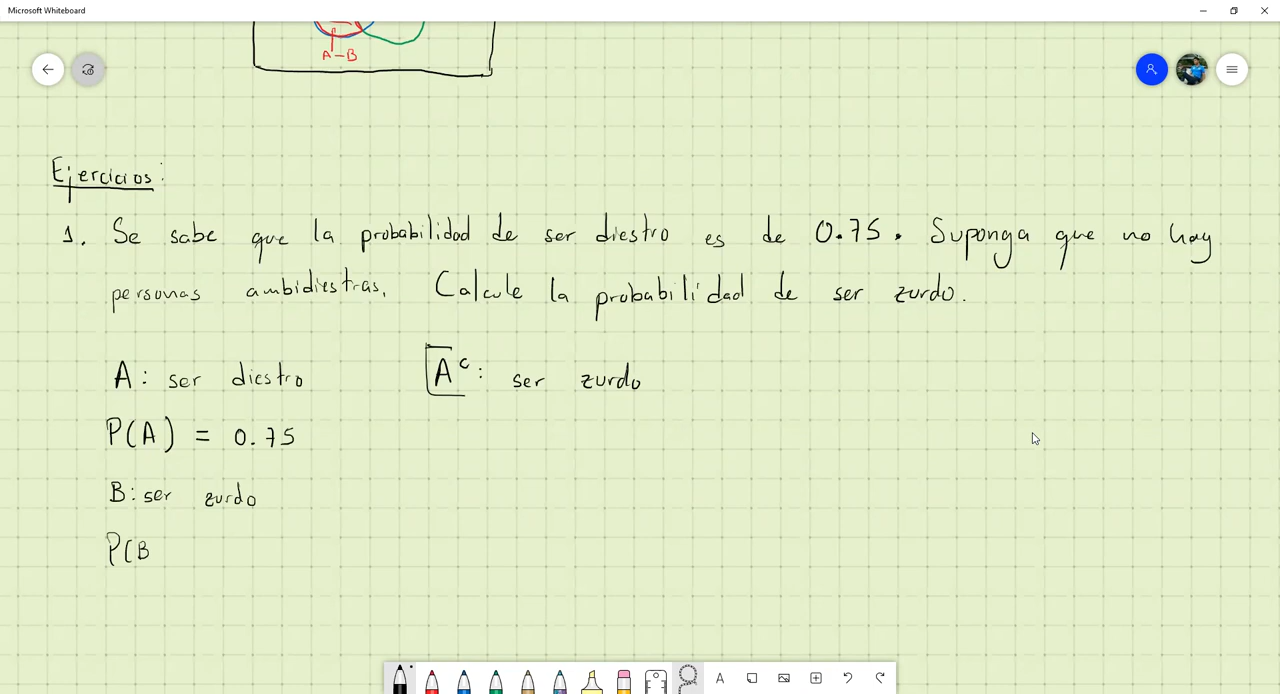 Microsoft Whiteboard
A-B
Ejercicios:
1. Se sabe que la probabilidad de ser diestro es de 0.75. Suponga que no hay
personas ambidiestras. Calcule la probabilidad de ser zurdo.
A: ser diestro
Aᶜ: ser zurdo
P(A) = 0.75
B: ser zurdo
P(B
A